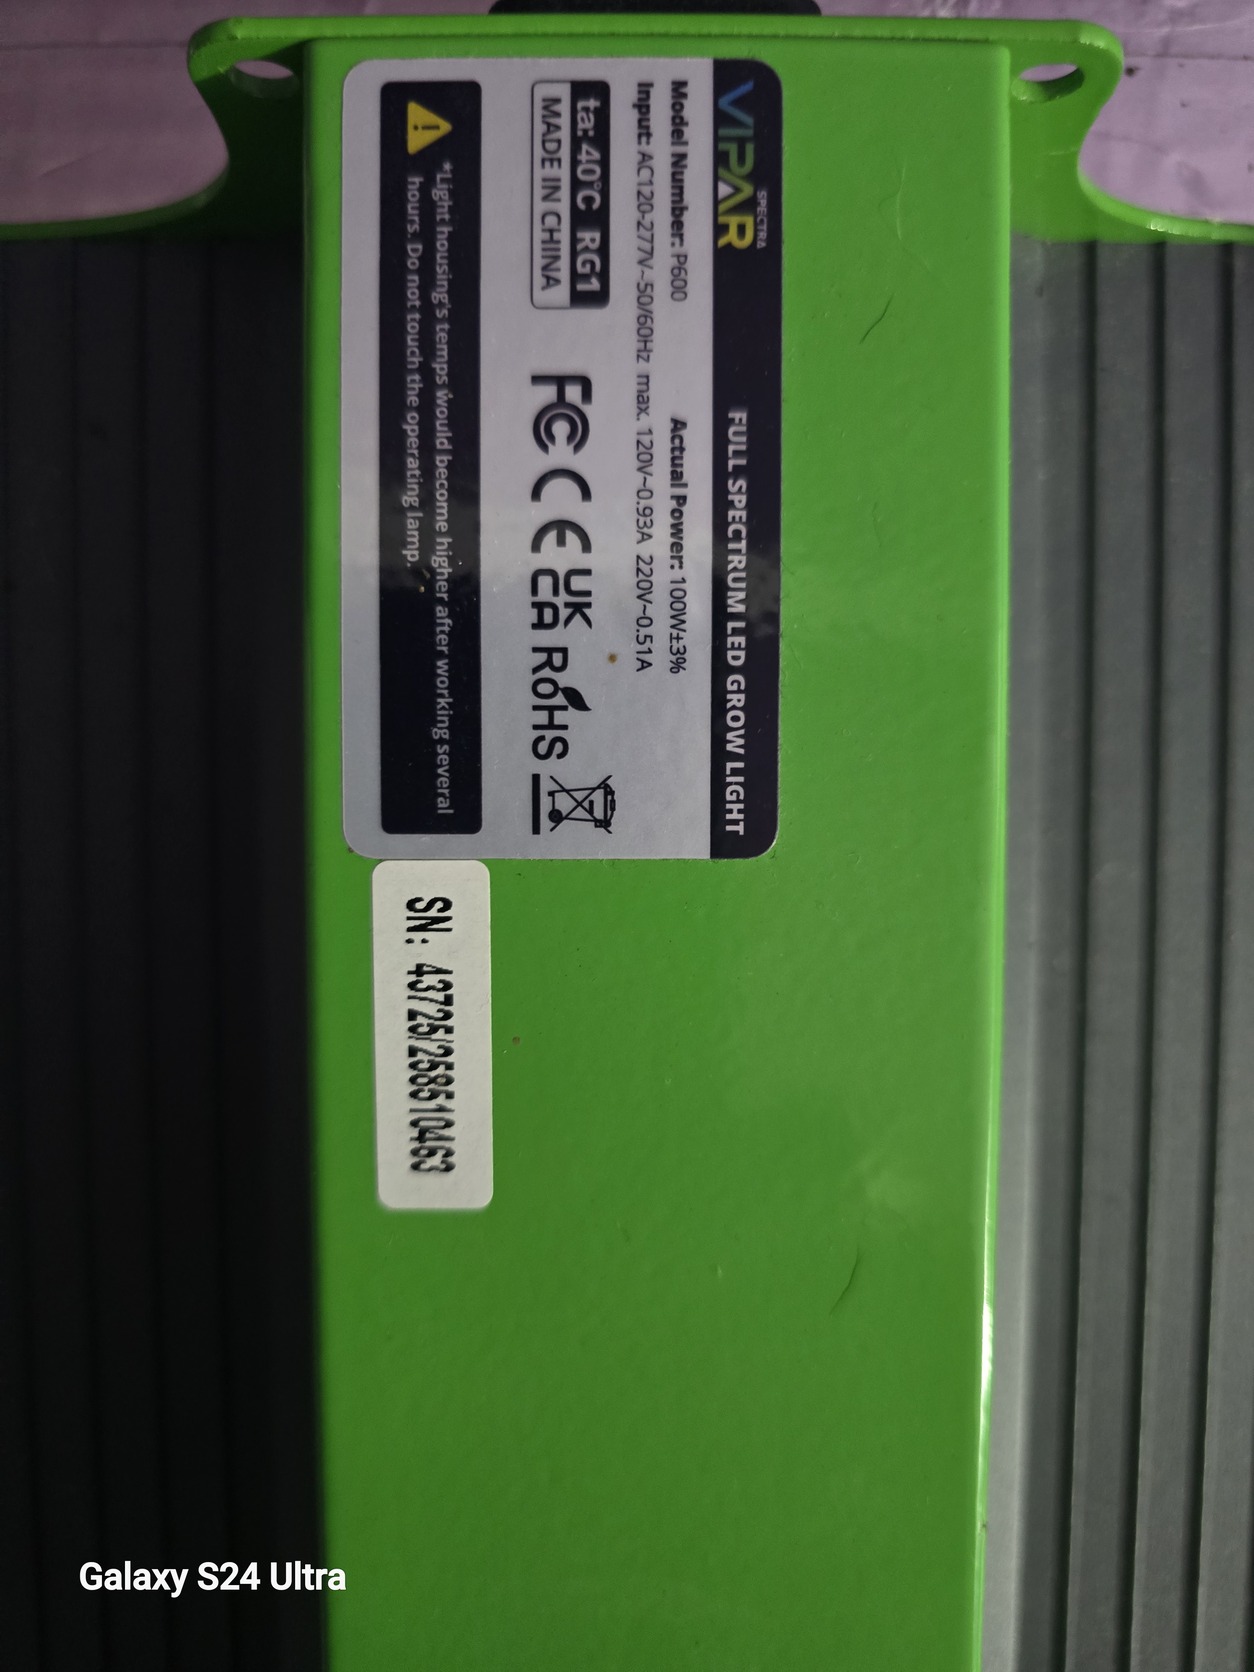 VIPAR SPECTRA
FULL SPECTRUM LED GROW LIGHT
Model Number: P600 Actual Power: 100W±3%
Input: AC120-277V~50/60Hz max. 120V~0.93A 220V~0.51A
ta: 40°C RG1
MADE IN CHINA
FC CE UK CA RoHS
*Light housing's temps would become higher after working several
hours. Do not touch the operating lamp.
SN: 43725/258510463
Galaxy S24 Ultra